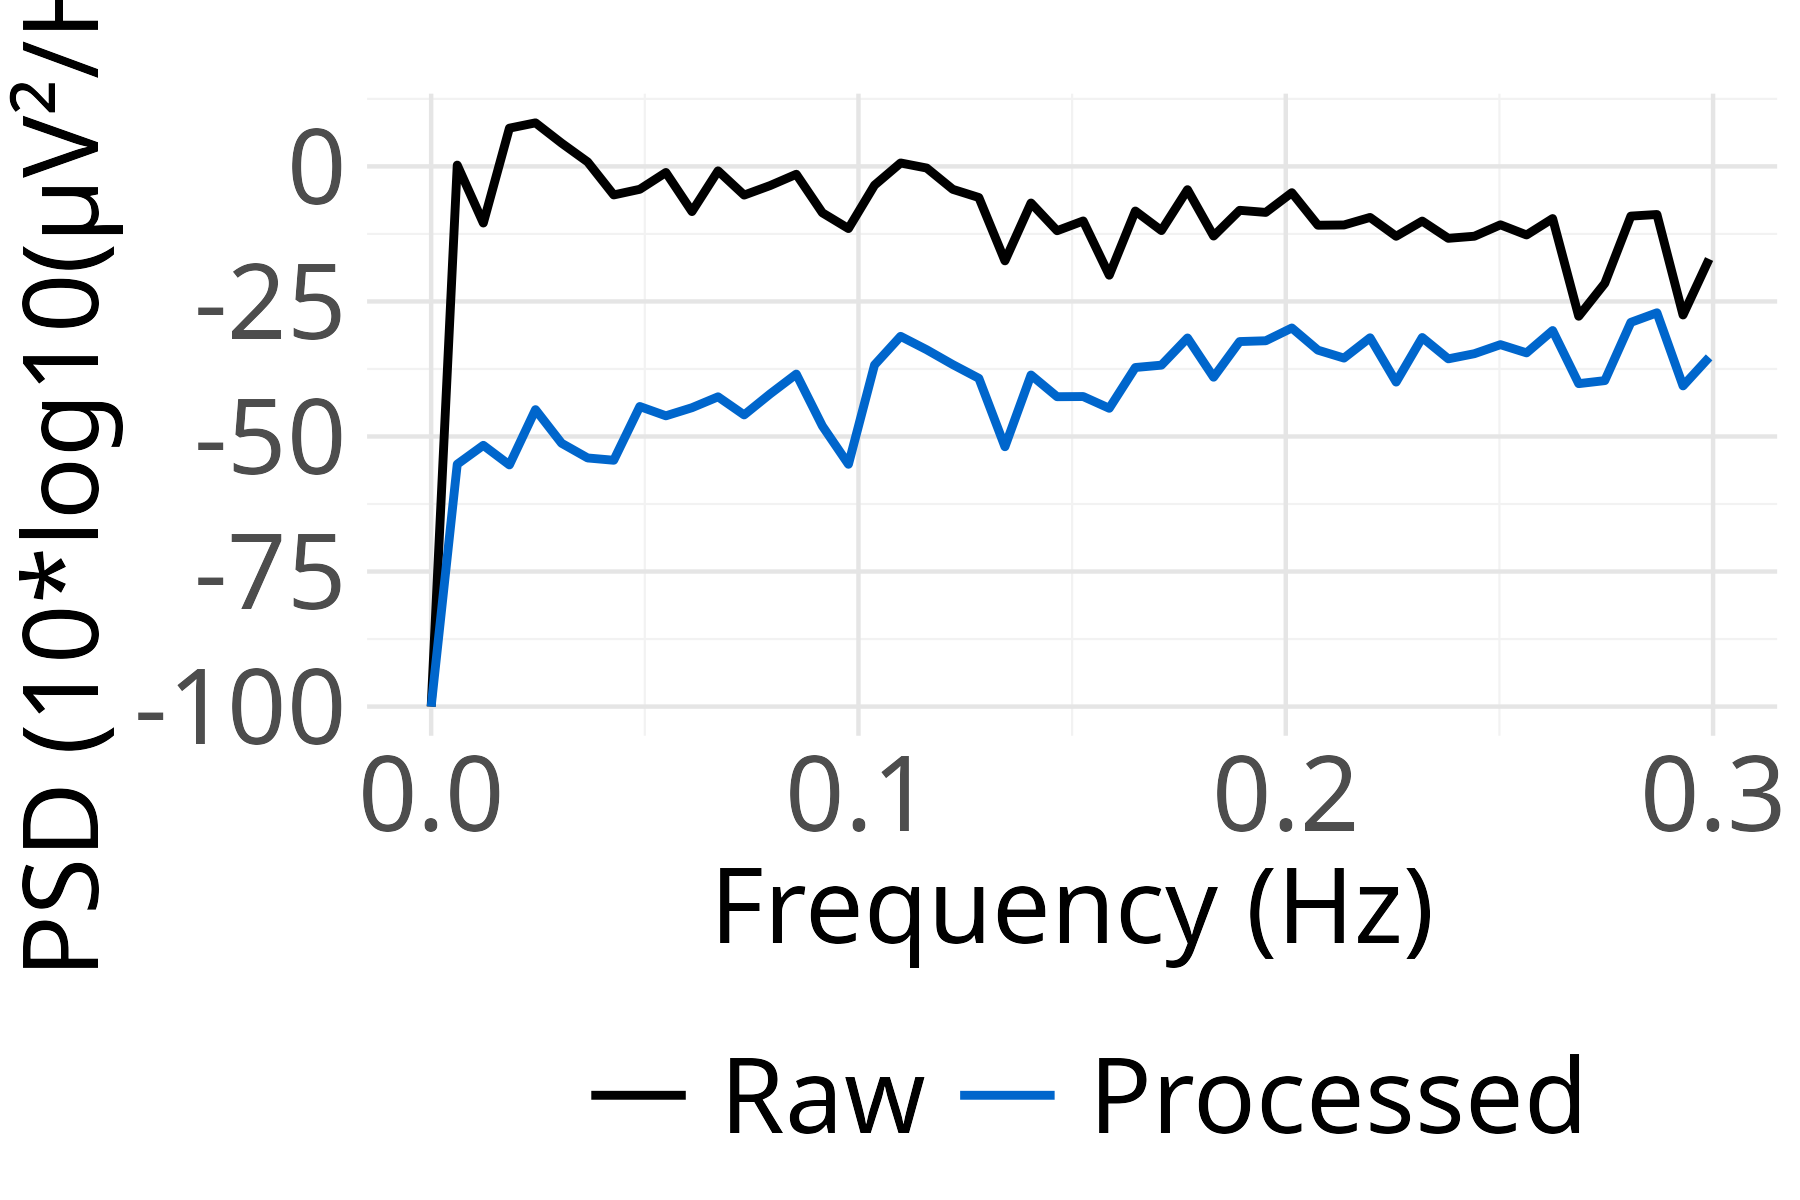 PSD (10*log10(µV²/H
0
-25
-50
-75
-100
0.0 0.1 0.2 0.3
Frequency (Hz)
Raw Processed